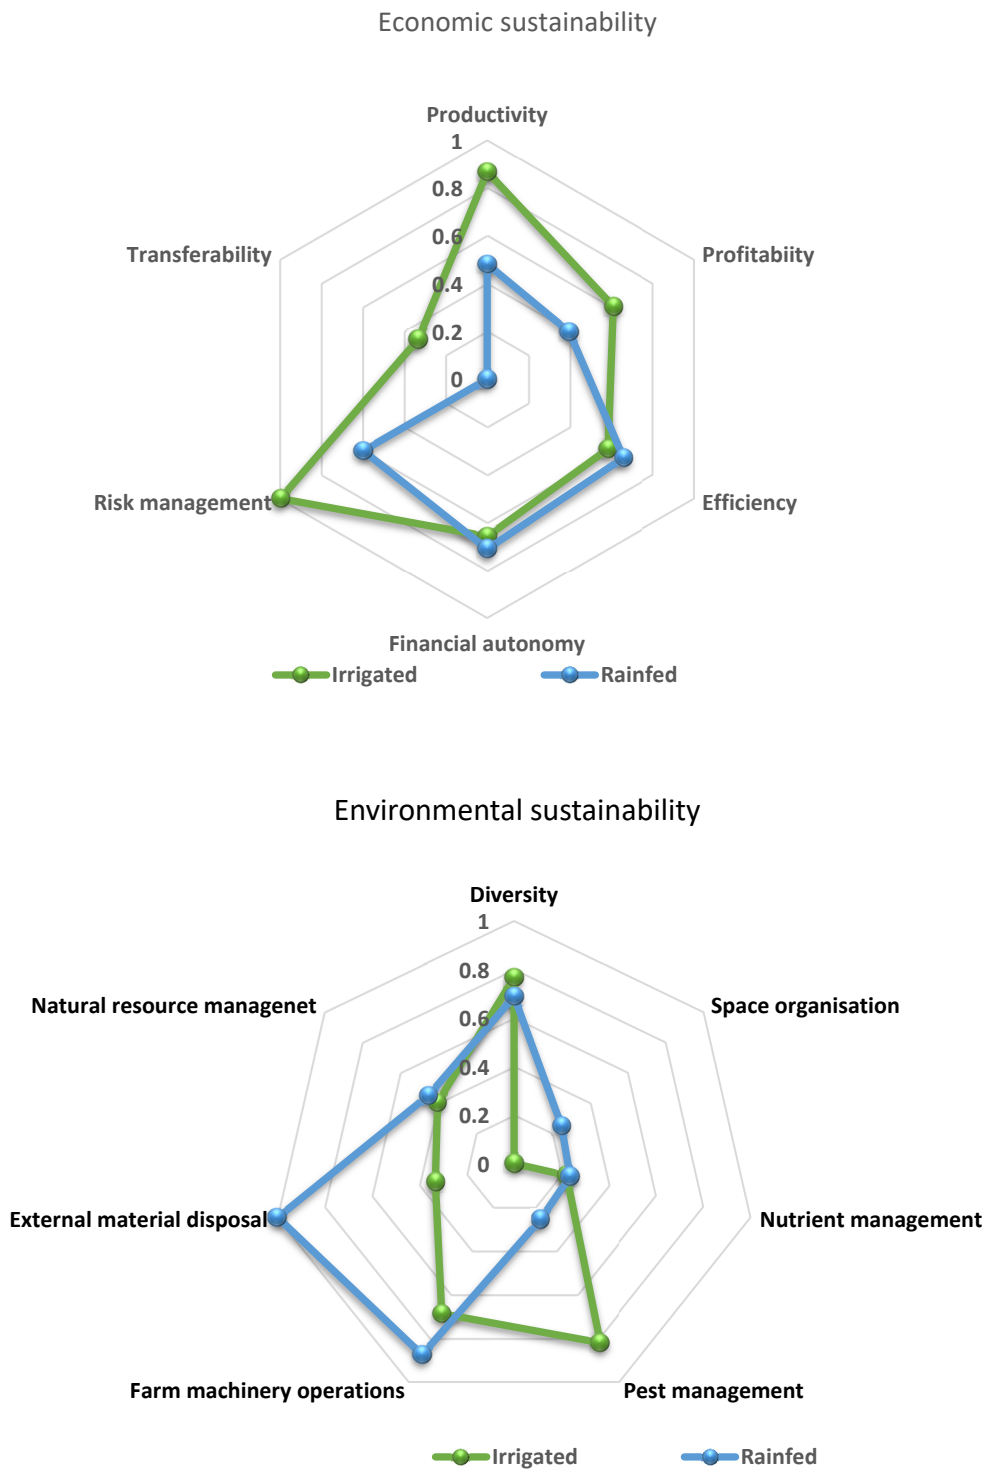 Economic sustainability
Productivity
1
0.8
0.6
0.4
0.2
0
Transferability
Profitabiity
Risk management
Efficiency
Financial autonomy
Irrigated
Rainfed
Environmental sustainability
Diversity
1
0.8
0.6
0.4
0.2
0
Natural resource managenet
Space organisation
External material disposal
Nutrient management
Farm machinery operations
Pest management
Irrigated
Rainfed